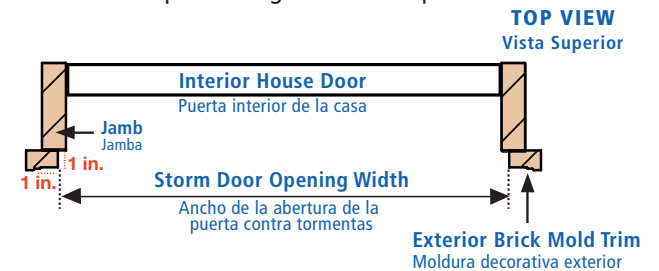 TOP VIEW
Vista Superior
Interior House Door
Puerta interior de la casa
Jamb
Jamba
1 in.
1 in.
Storm Door Opening Width
Ancho de la abertura de la
puerta contra tormentas
Exterior Brick Mold Trim
Moldura decorativa exterior